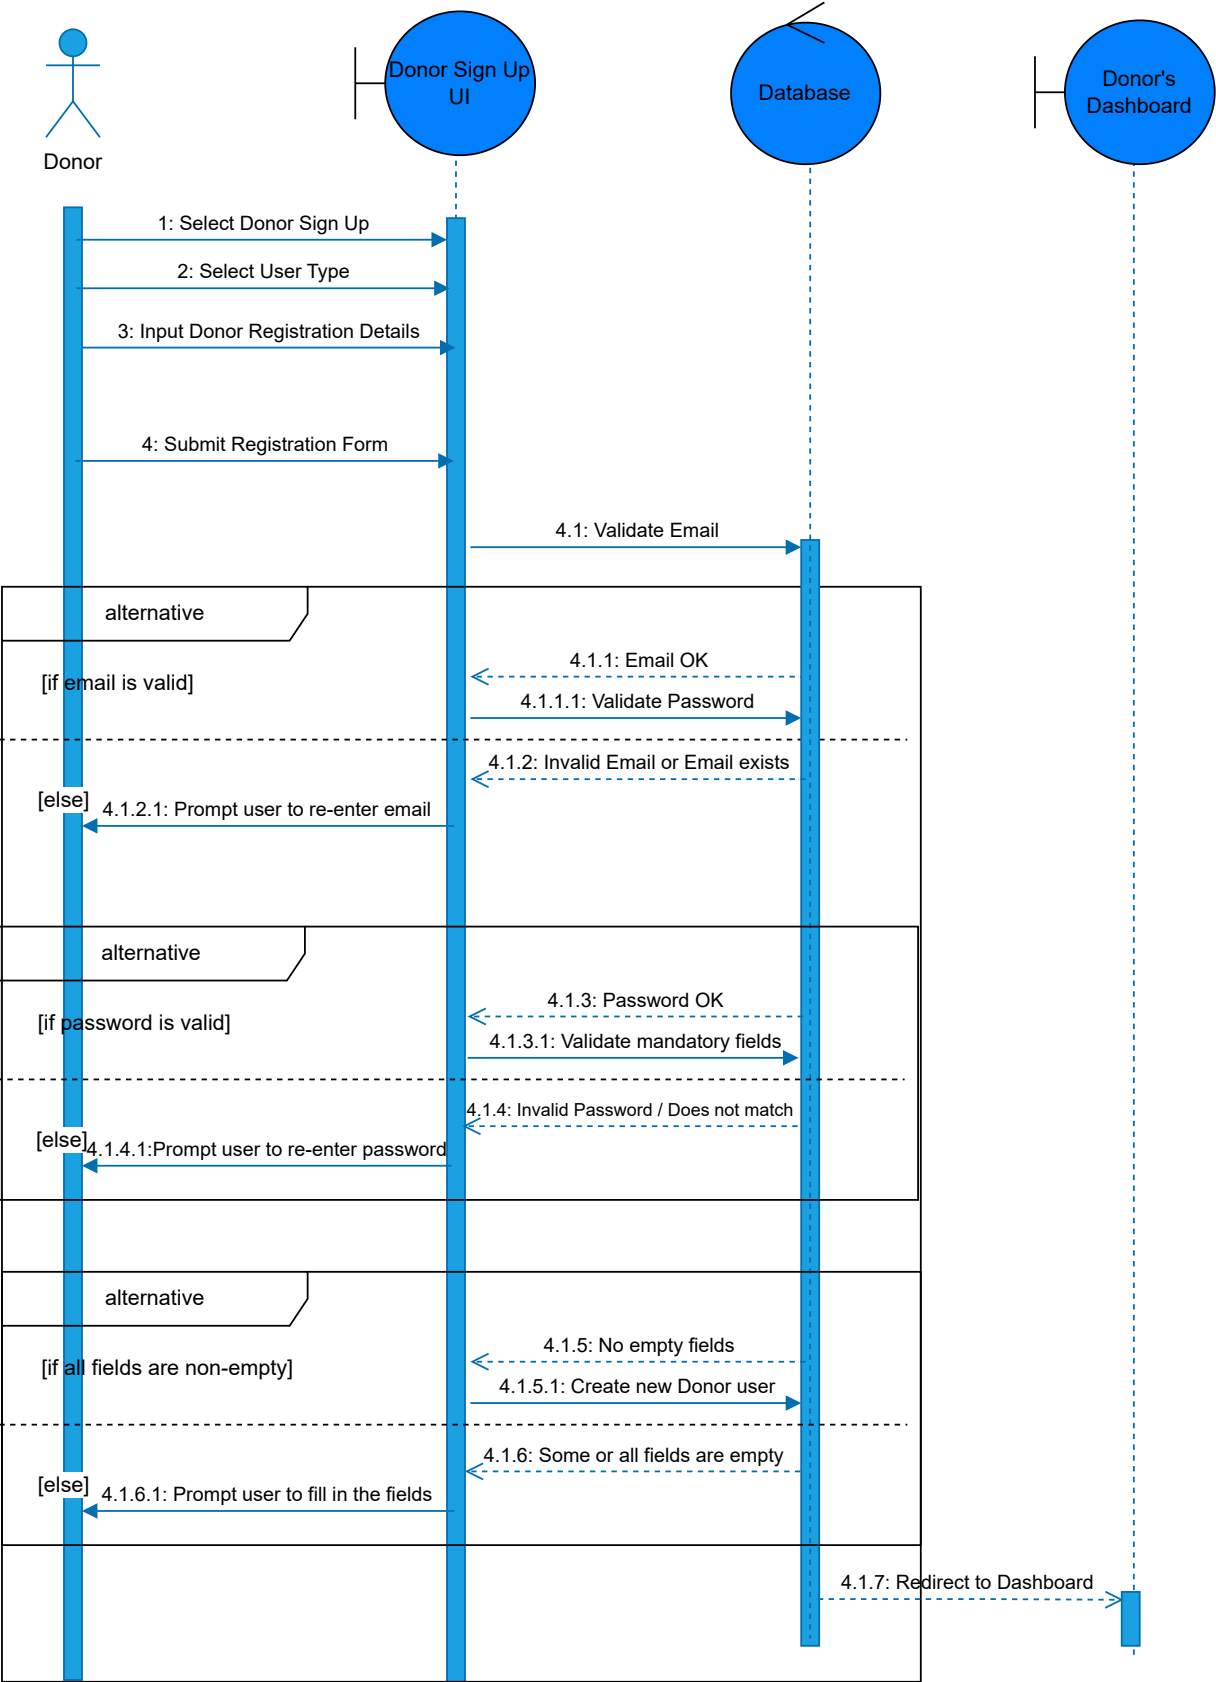 Donor
Donor Sign Up
UI
Database
Donor's
Dashboard
1: Select Donor Sign Up
2: Select User Type
3: Input Donor Registration Details
4: Submit Registration Form
4.1: Validate Email
alternative
4.1.1: Email OK
[if email is valid]
4.1.1.1: Validate Password
4.1.2: Invalid Email or Email exists
[else]
4.1.2.1: Prompt user to re-enter email
alternative
4.1.3: Password OK
[if password is valid]
4.1.3.1: Validate mandatory fields
4.1.4: Invalid Password / Does not match
[else]
4.1.4.1:Prompt user to re-enter password
alternative
4.1.5: No empty fields
[if all fields are non-empty]
4.1.5.1: Create new Donor user
4.1.6: Some or all fields are empty
[else]
4.1.6.1: Prompt user to fill in the fields
4.1.7: Redirect to Dashboard